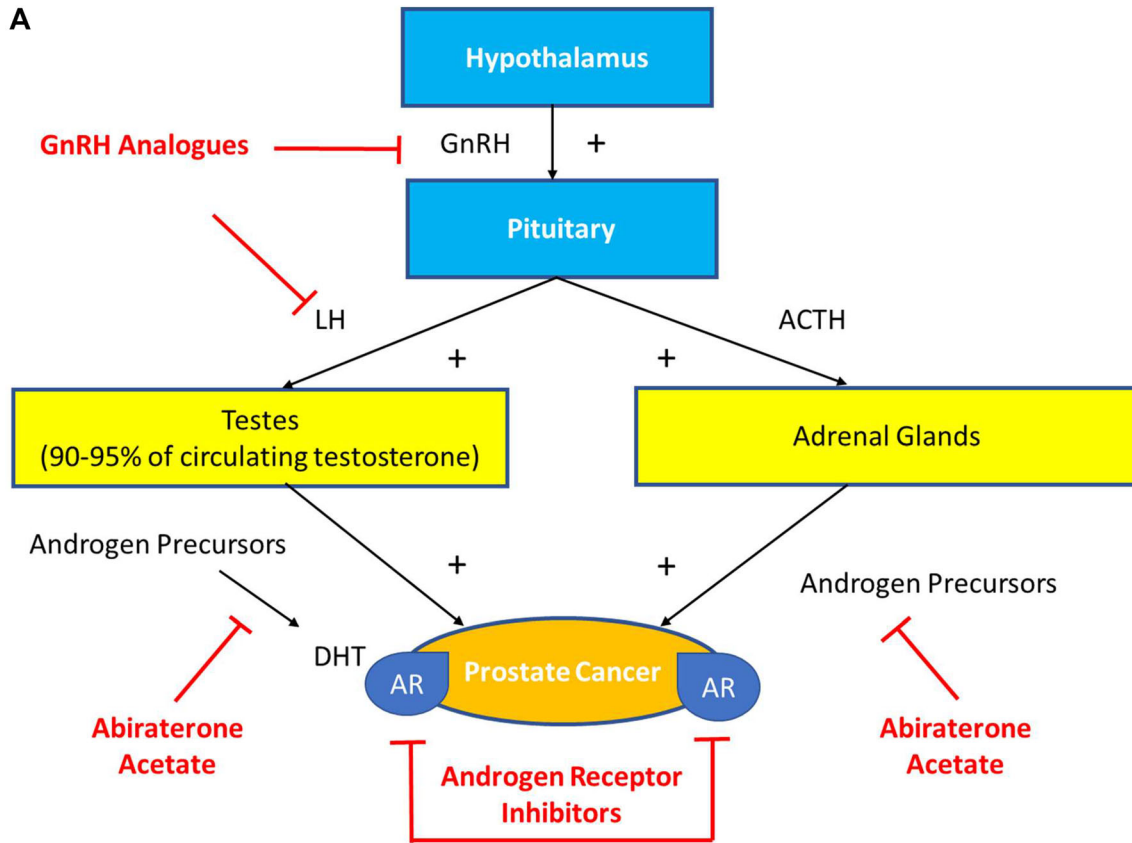 A
Hypothalamus
GnRH Analogues
GnRH
+
Pituitary
LH
ACTH
+
+
Testes
(90-95% of circulating testosterone)
Adrenal Glands
Androgen Precursors
+
+
Androgen Precursors
DHT
AR
Prostate Cancer
AR
Abiraterone
Acetate
Androgen Receptor
Inhibitors
Abiraterone
Acetate